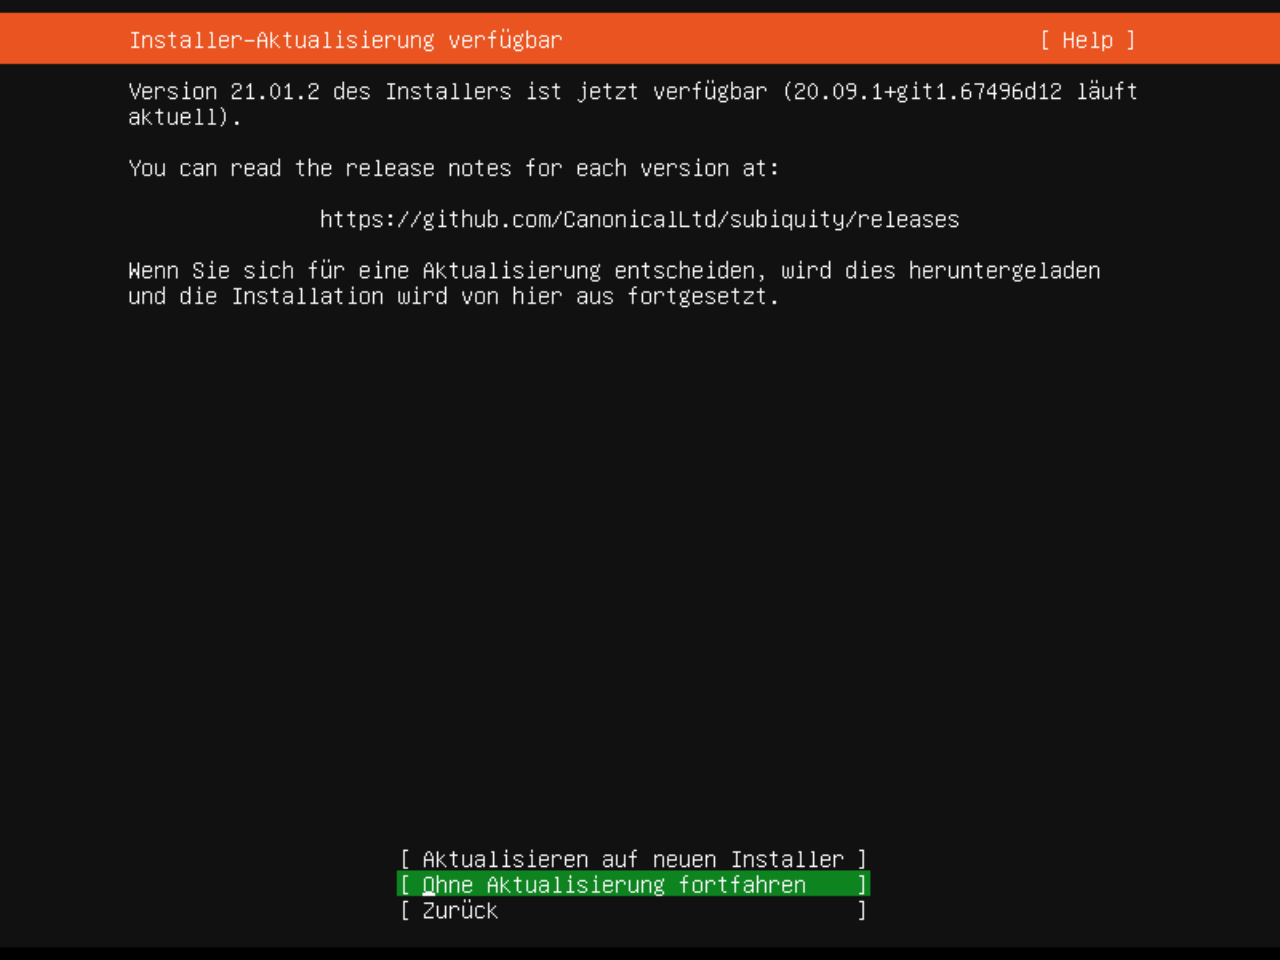 Installer-Aktualisierung verfügbar [ Help ]
Version 21.01.2 des Installers ist jetzt verfügbar (20.09.1+git1.67496d12 läuft
aktuell).
You can read the release notes for each version at:
https://github.com/CanonicalLtd/subiquity/releases
Wenn Sie sich für eine Aktualisierung entscheiden, wird dies heruntergeladen
und die Installation wird von hier aus fortgesetzt.
[ Aktualisieren auf neuen Installer ]
[ Ohne Aktualisierung fortfahren ]
[ Zurück ]